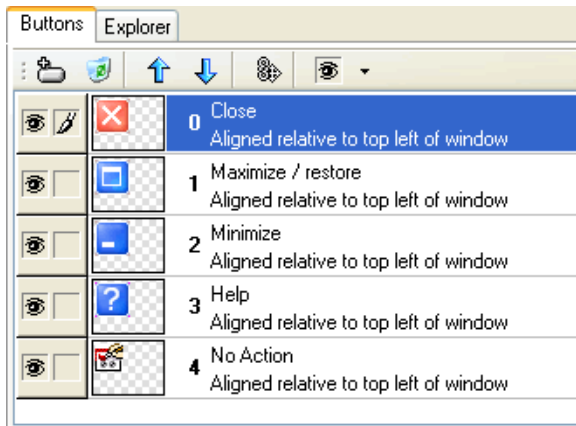 Buttons Explorer
0 Close
Aligned relative to top left of window
1 Maximize / restore
Aligned relative to top left of window
2 Minimize
Aligned relative to top left of window
3 Help
Aligned relative to top left of window
4 No Action
Aligned relative to top left of window